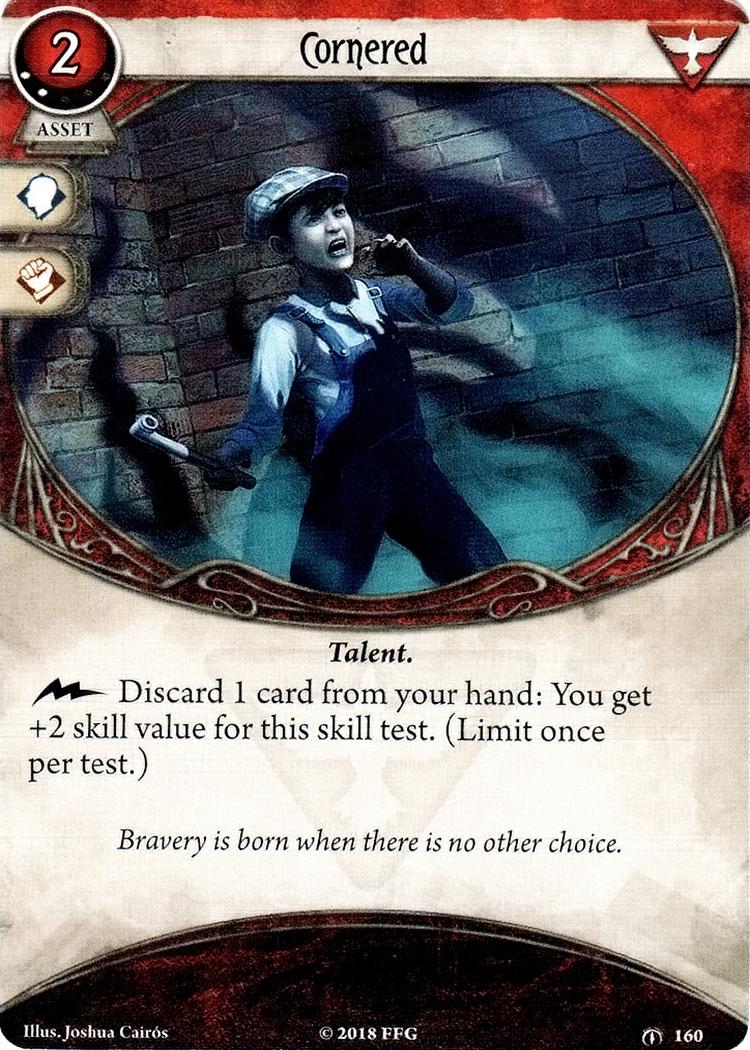 2
Cornered
ASSET
Talent.
Discard 1 card from your hand: You get
+2 skill value for this skill test. (Limit once
per test.)
Bravery is born when there is no other choice.
Illus. Joshua Cairós
© 2018 FFG
160